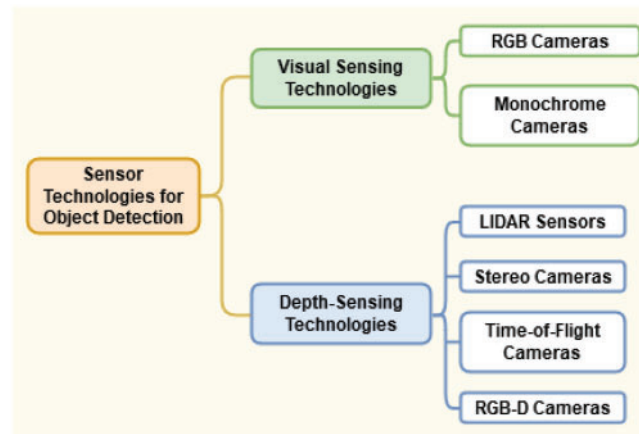 Sensor
Technologies for
Object Detection
Visual Sensing
Technologies
RGB Cameras
Monochrome
Cameras
Depth-Sensing
Technologies
LIDAR Sensors
Stereo Cameras
Time-of-Flight
Cameras
RGB-D Cameras